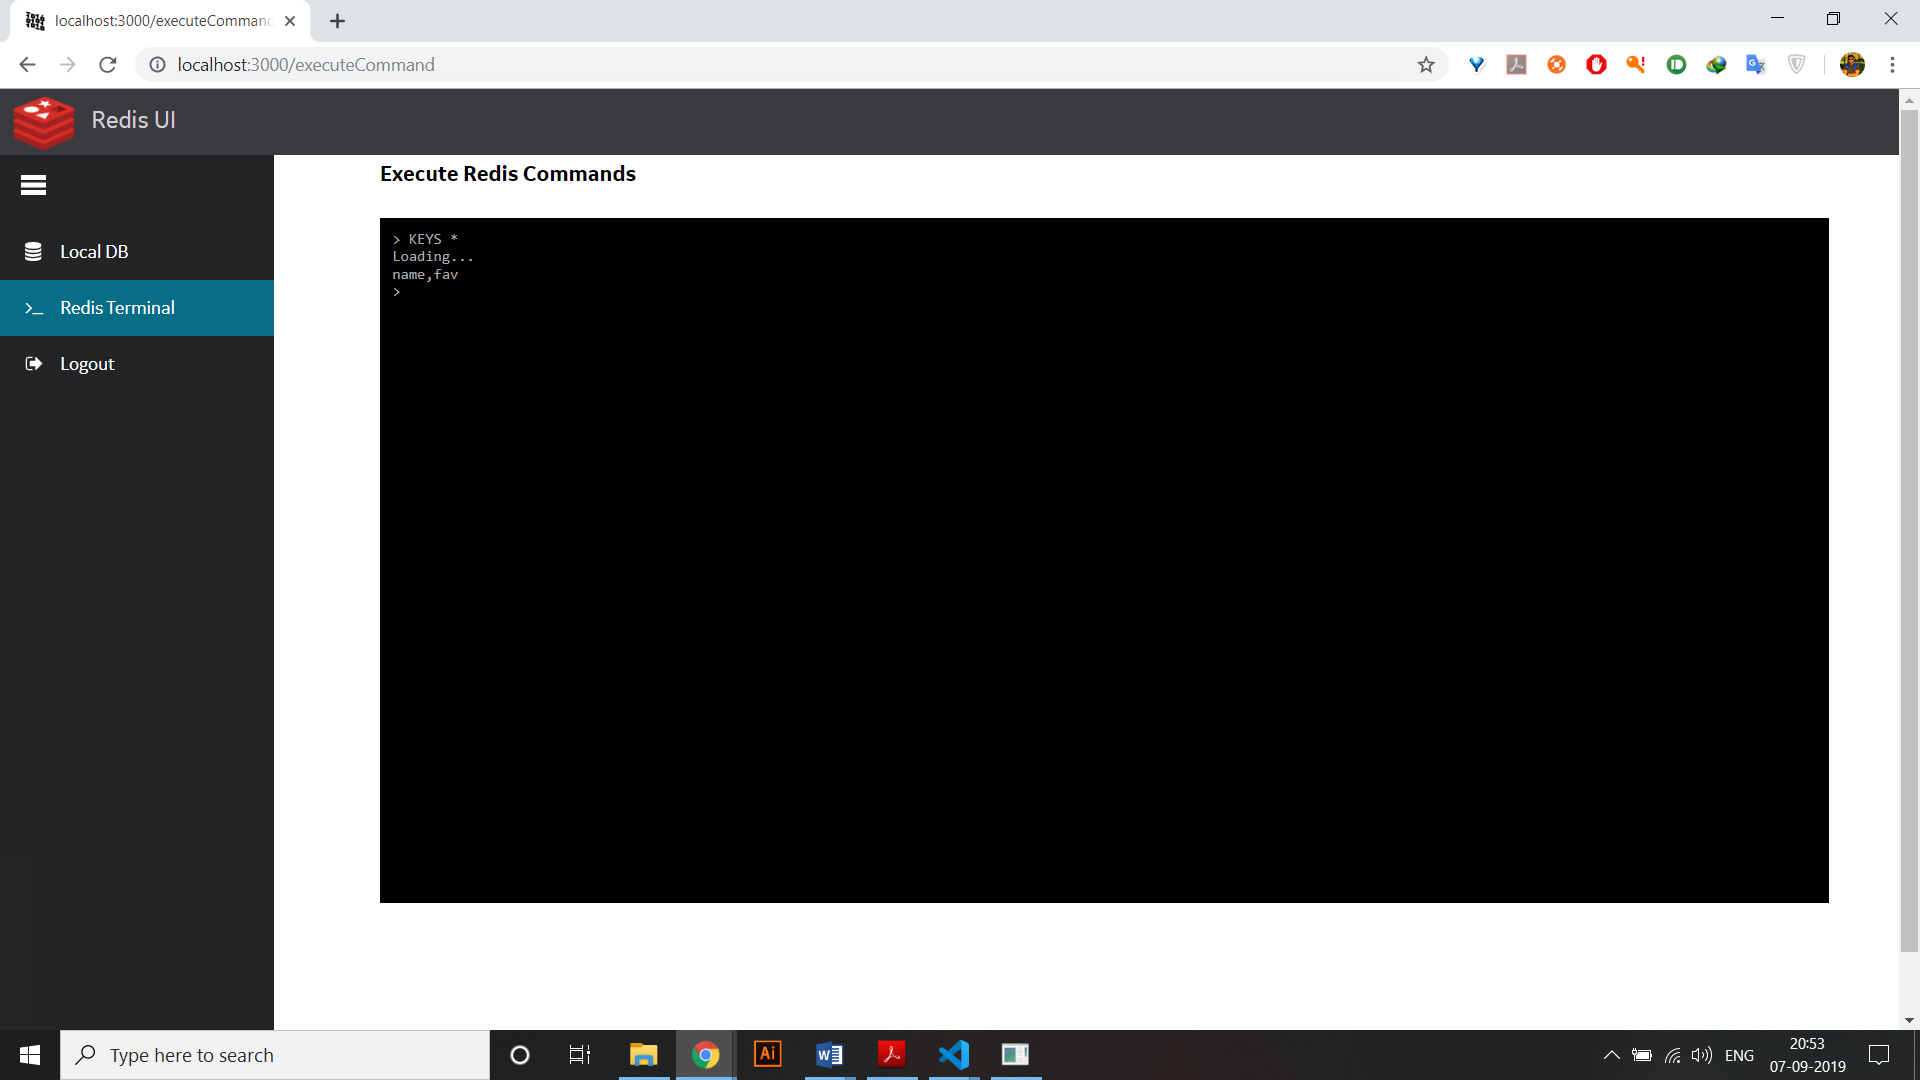 localhost:3000/executeComman
localhost:3000/executeCommand
Redis UI
Execute Redis Commands
Local DB
Redis Terminal
Logout
> KEYS *
Loading...
name,fav
>
Type here to search
Ai
ENG
20:53
07-09-2019